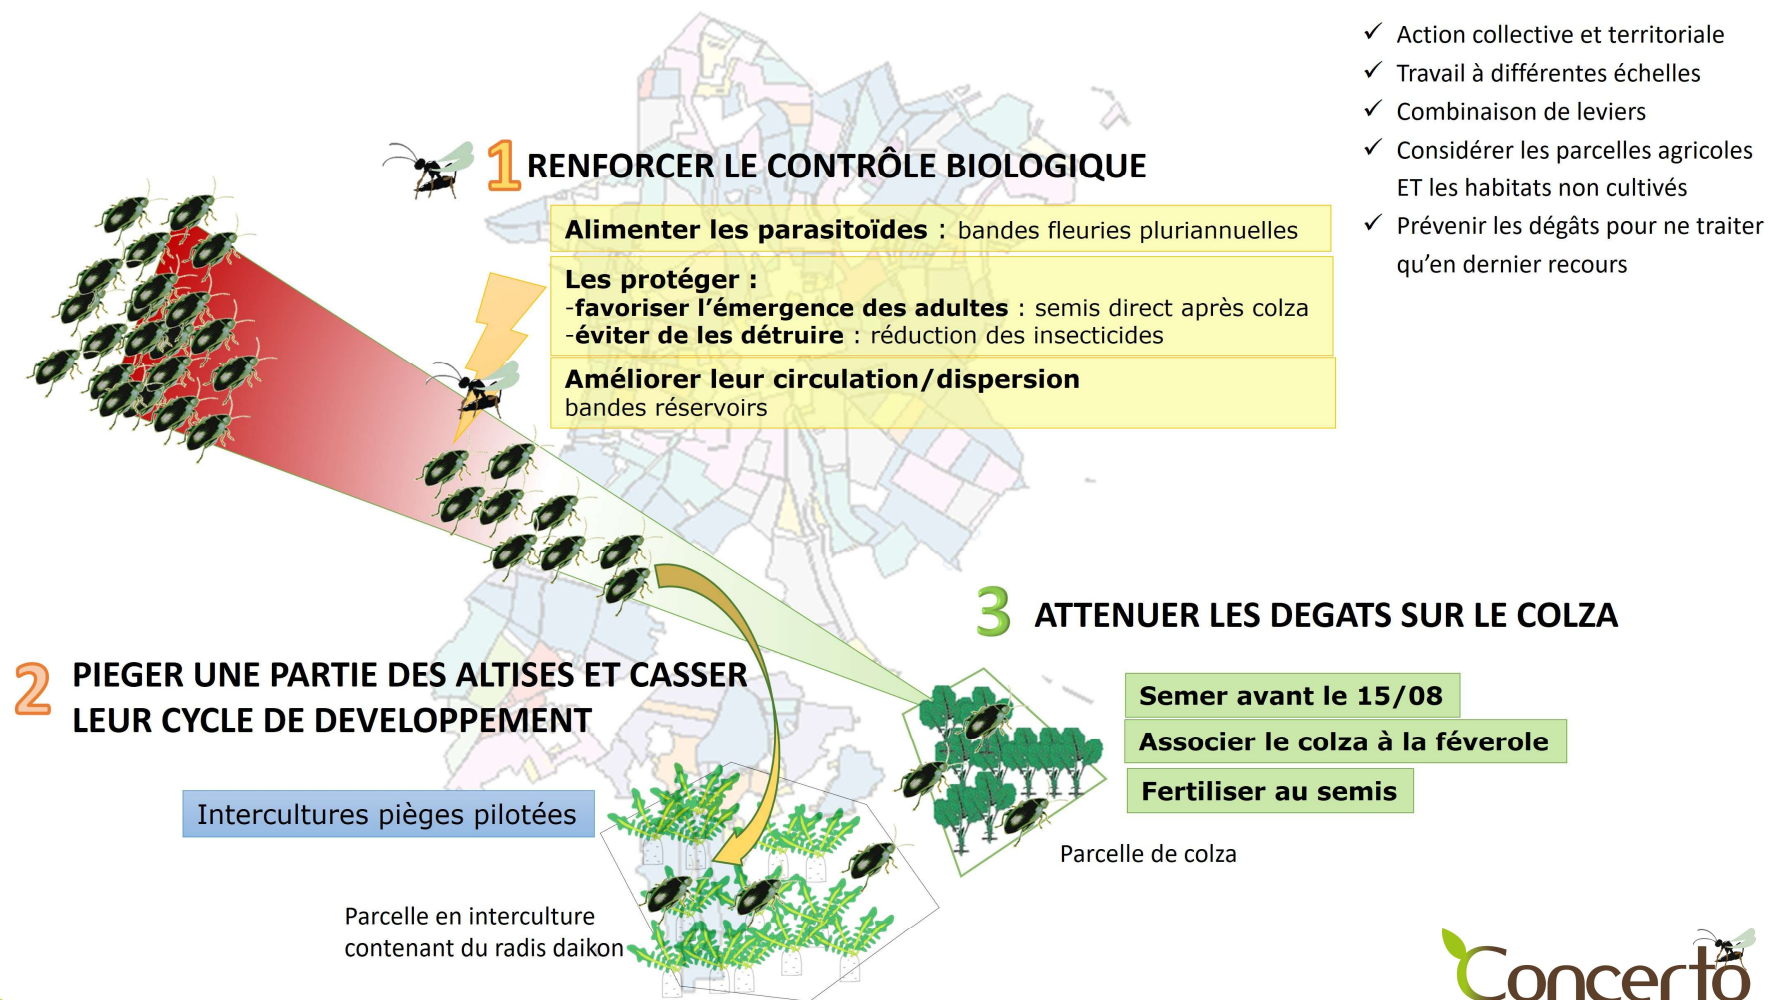 ✓ Action collective et territoriale
✓ Travail à différentes échelles
✓ Combinaison de leviers
✓ Considérer les parcelles agricoles
ET les habitats non cultivés
✓ Prévenir les dégâts pour ne traiter
qu'en dernier recours
1 RENFORCER LE CONTRÔLE BIOLOGIQUE
Alimenter les parasitoïdes : bandes fleuries pluriannuelles
Les protéger :
-favoriser l'émergence des adultes : semis direct après colza
-éviter de les détruire : réduction des insecticides
Améliorer leur circulation/dispersion
bandes réservoirs
2 PIEGER UNE PARTIE DES ALTISES ET CASSER
LEUR CYCLE DE DEVELOPPEMENT
Intercultures pièges pilotées
Parcelle en interculture
contenant du radis daikon
3 ATTENUER LES DEGATS SUR LE COLZA
Semer avant le 15/08
Associer le colza à la féverole
Fertiliser au semis
Parcelle de colza
Concerto